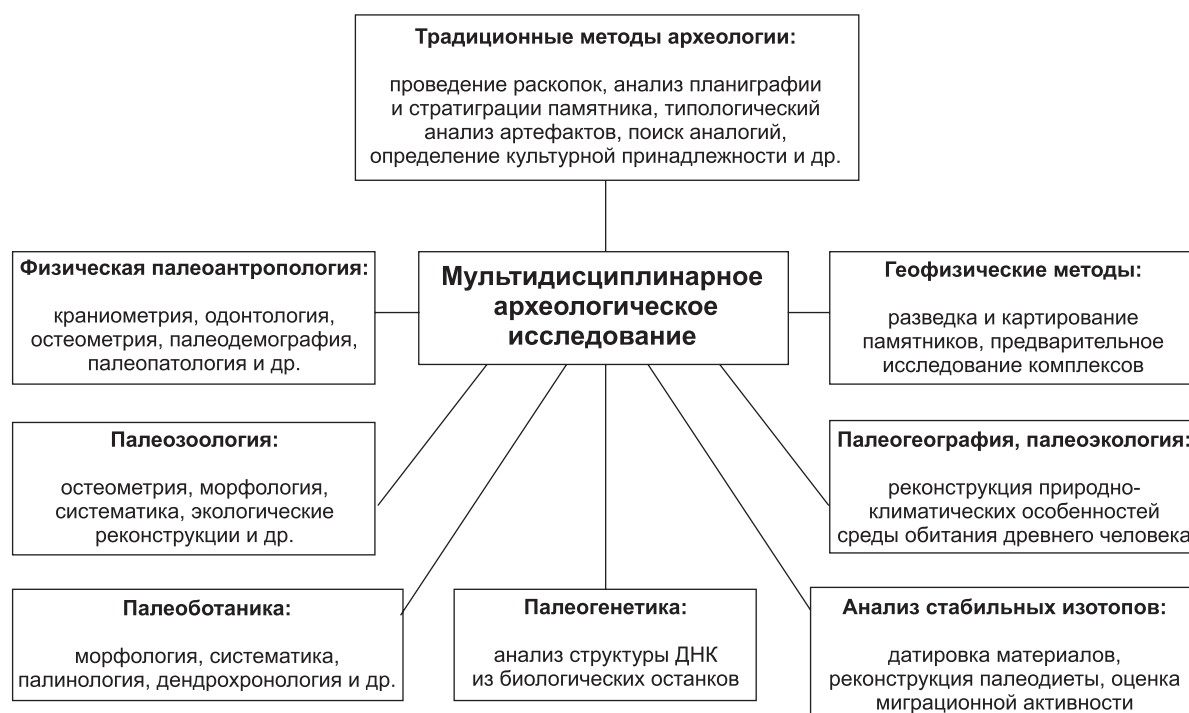 Традиционные методы археологии:
проведение раскопок, анализ планиграфии
и стратиграции памятника, типологический
анализ артефактов, поиск аналогий,
определение культурной принадлежности и др.
Физическая палеоантропология:
краниометрия, одонтология,
остеометрия, палеодемография,
палеопатология и др.
Мультидисциплинарное
археологическое
исследование
Геофизические методы:
разведка и картирование
памятников, предварительное
исследование комплексов
Палеозоология:
остеометрия, морфология,
систематика, экологические
реконструкции и др.
Палеогеография, палеоэкология:
реконструкция природно-
климатических особенностей
среды обитания древнего человека
Палеоботаника:
морфология, систематика,
палинология, дендрохронология и др.
Палеогенетика:
анализ структуры ДНК
из биологических останков
Анализ стабильных изотопов:
датировка материалов,
реконструкция палеодиеты, оценка
миграционной активности